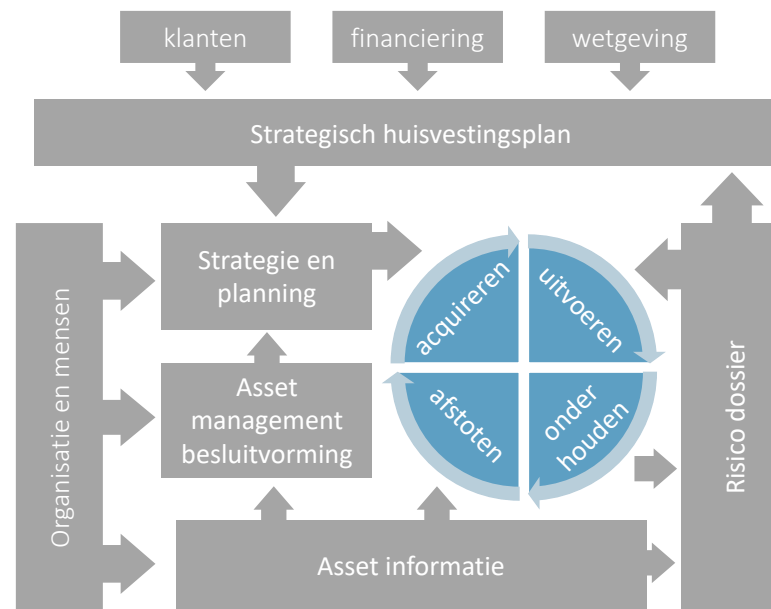 klanten
financiering
wetgeving
Strategisch huisvestingsplan
Organisatie en mensen
Strategie en
planning
Asset
management
besluitvorming
acquireren
uitvoeren
afstoten
onder
houden
Risico dossier
Asset informatie